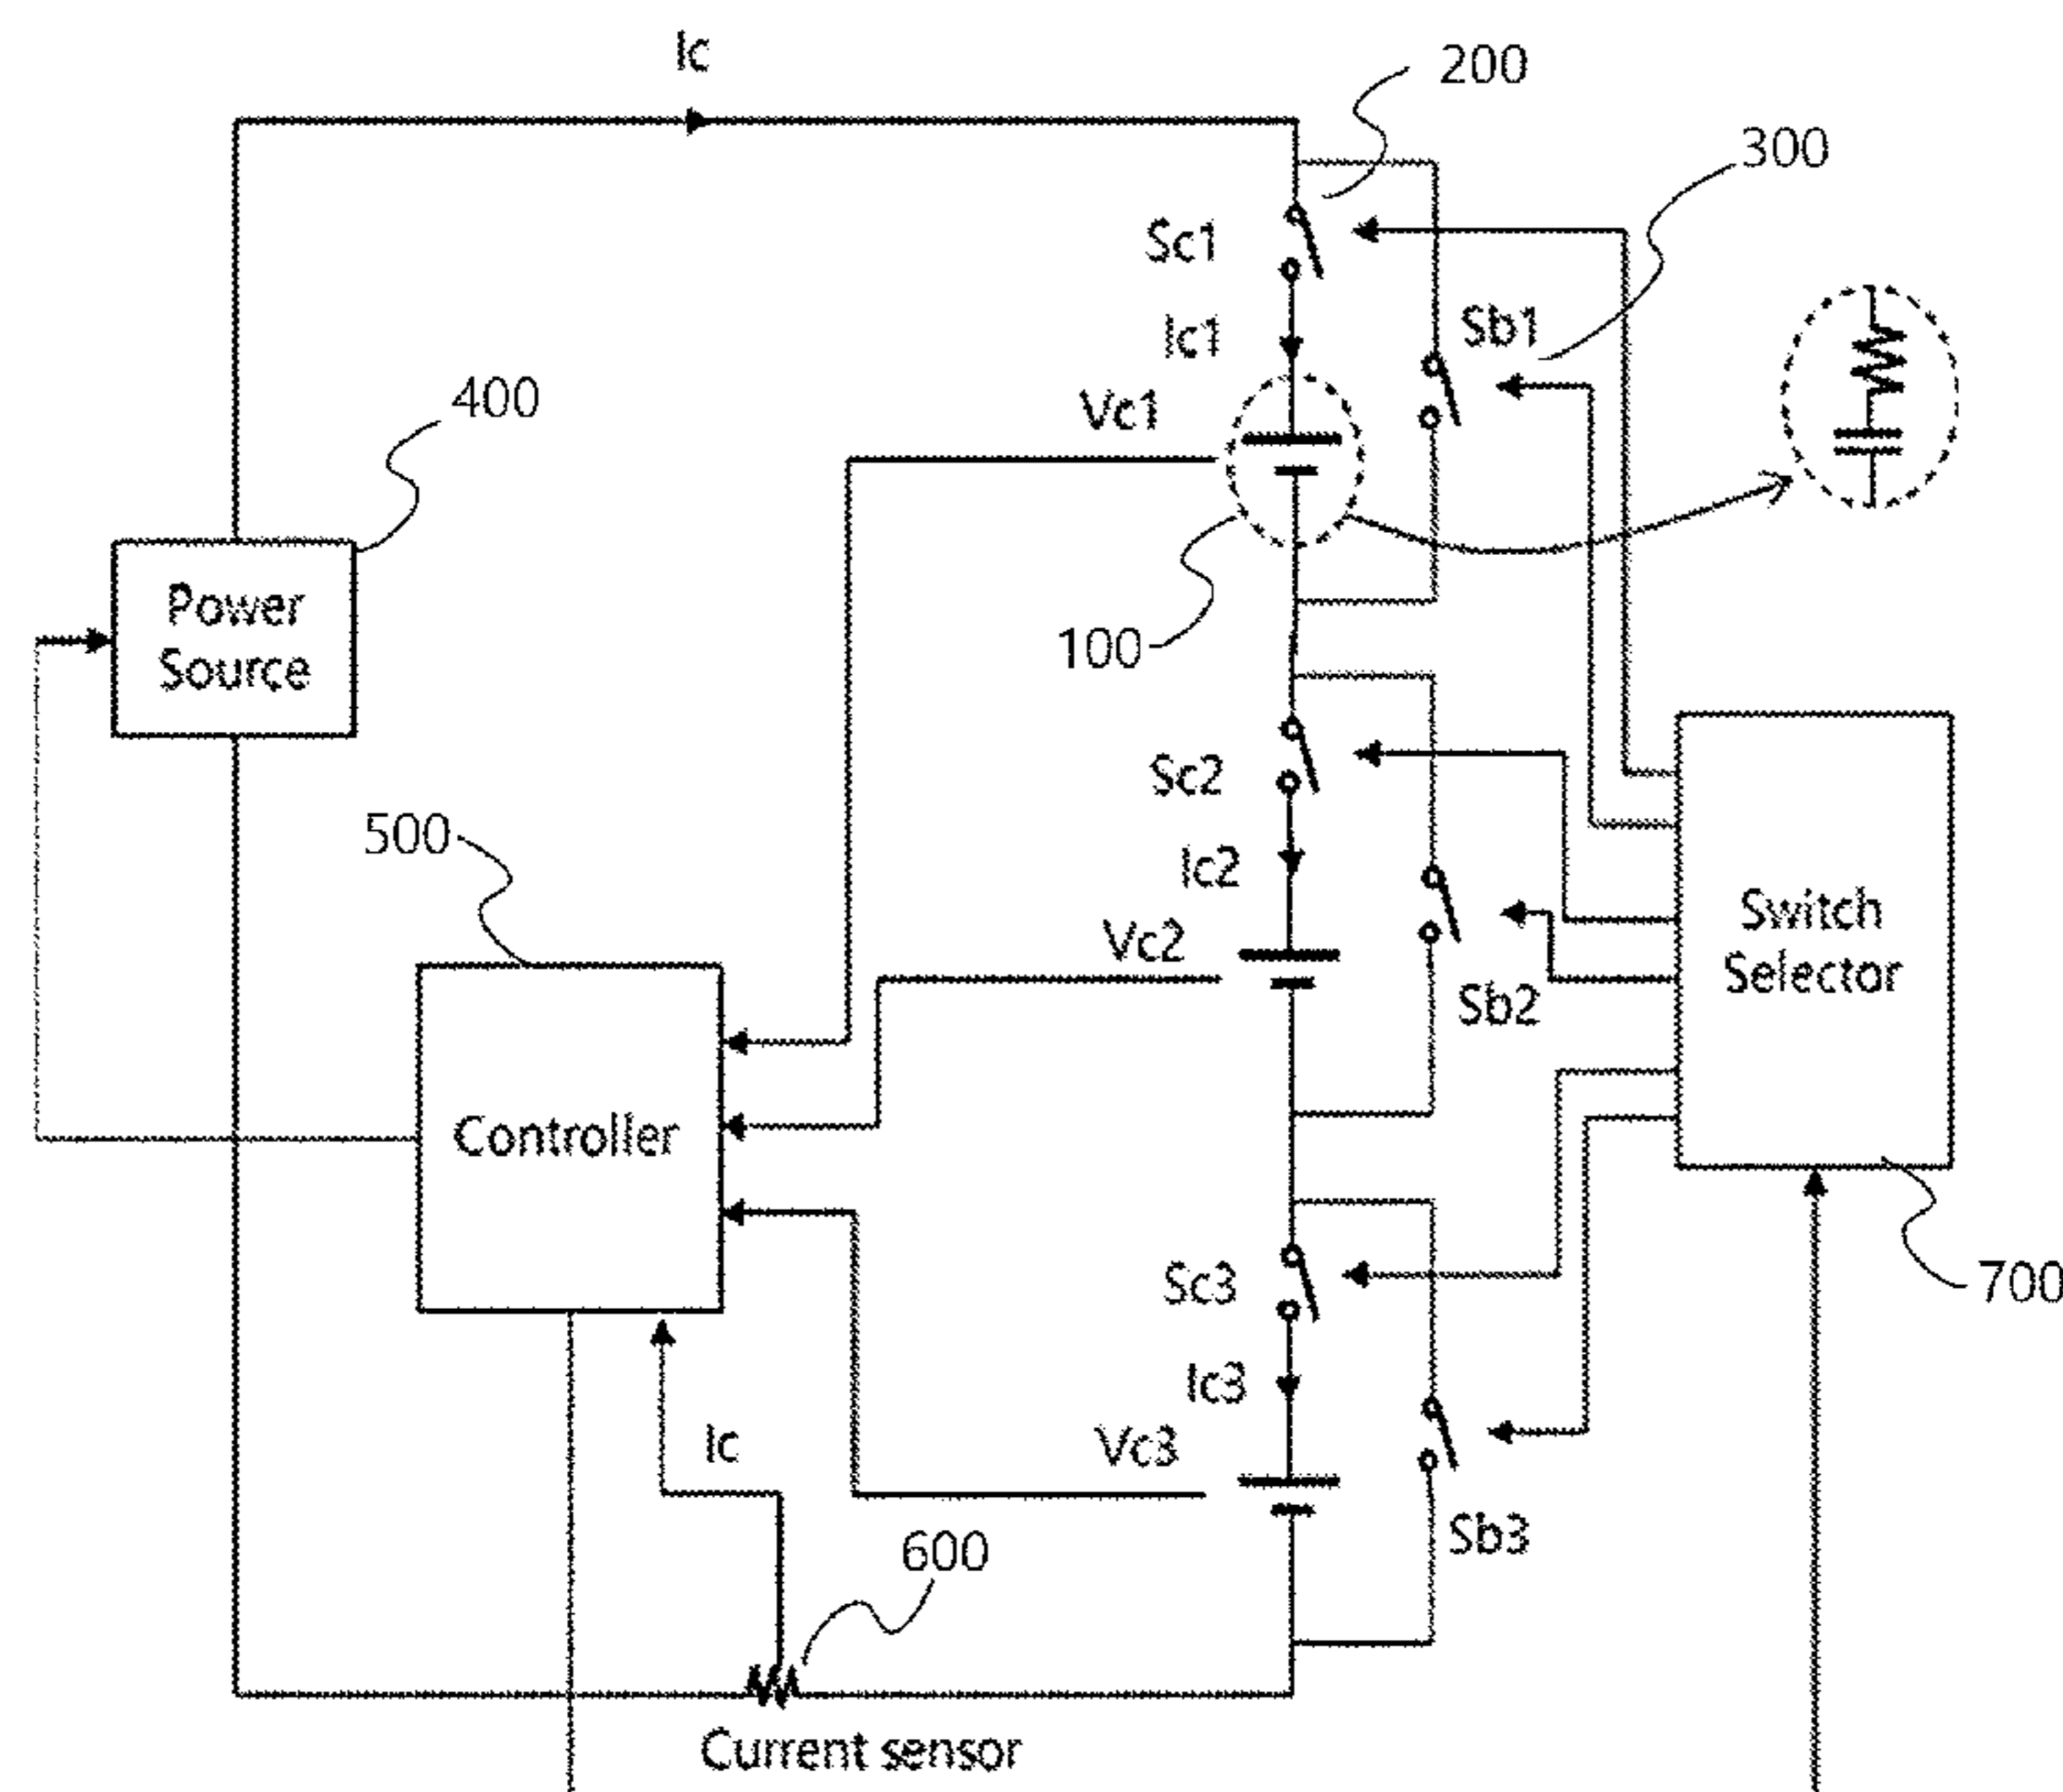 Ic
200
300
Sc1
Sb1
Ic1
Vc1
400
Power
Source
100
Sc2
500
Ic2
Switch
Selector
Vc2
Sb2
Controller
Sc3
700
Ic3
Ic
Vc3
Sb3
600
Current sensor